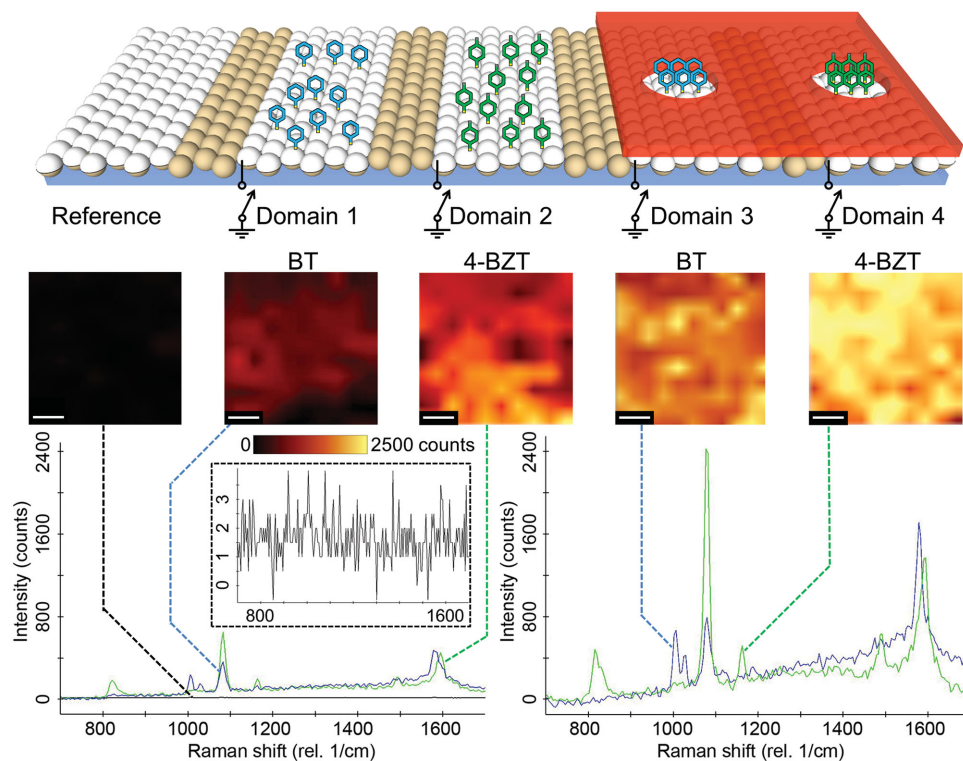 Reference
Domain 1
Domain 2
Domain 3
Domain 4
BT
4-BZT
BT
4-BZT
0
2500 counts
2400
1600
800
0
Intensity (counts)
3
2
1
0
800
1600
800
1000
1200
1400
1600
Raman shift (rel. 1/cm)
2400
1600
800
0
Intensity (counts)
800
1000
1200
1400
1600
Raman shift (rel. 1/cm)